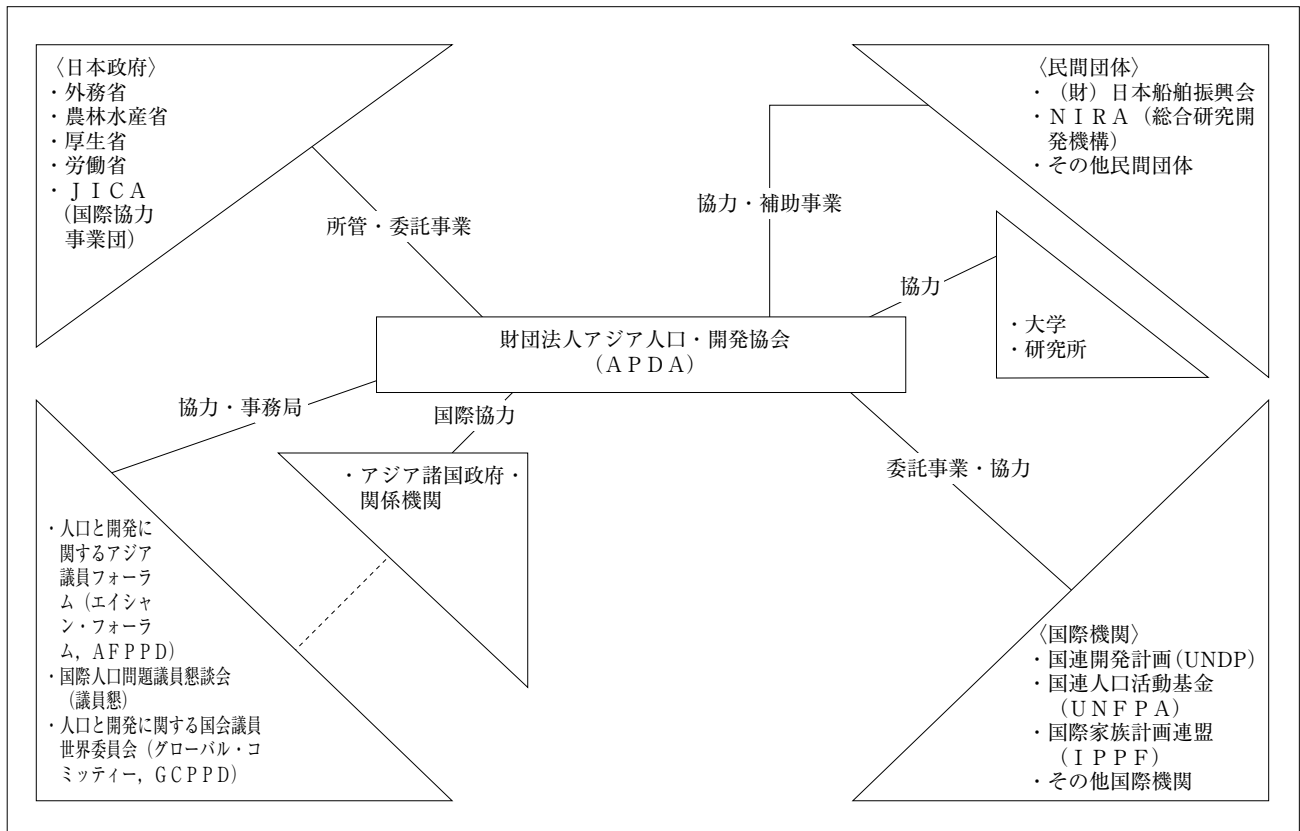 〈日本政府〉
・外務省
・農林水産省
・厚生省
・労働省
・ＪＩＣＡ
（国際協力
事業団）
所管・委託事業
〈民間団体〉
・（財）日本船舶振興会
・ＮＩＲＡ（総合研究開
発機構）
・その他民間団体
協力・補助事業
協力
・大学
・研究所
財団法人アジア人口・開発協会
（ＡＰＤＡ）
協力・事務局
国際協力
・アジア諸国政府・
関係機関
委託事業・協力
・人口と開発に
関するアジア
議員フォーラ
ム（エイシャ
ン・フォーラ
ム，ＡＦＰＰＤ）
・国際人口問題議員懇談会
（議員懇）
・人口と開発に関する国会議員
世界委員会（グローバル・コ
ミッティー，ＧＣＰＰＤ）
〈国際機関〉
・国連開発計画（UNDP）
・国連人口活動基金
（ＵＮＦＰＡ）
・国際家族計画連盟
（ＩＰＰＦ）
・その他国際機関